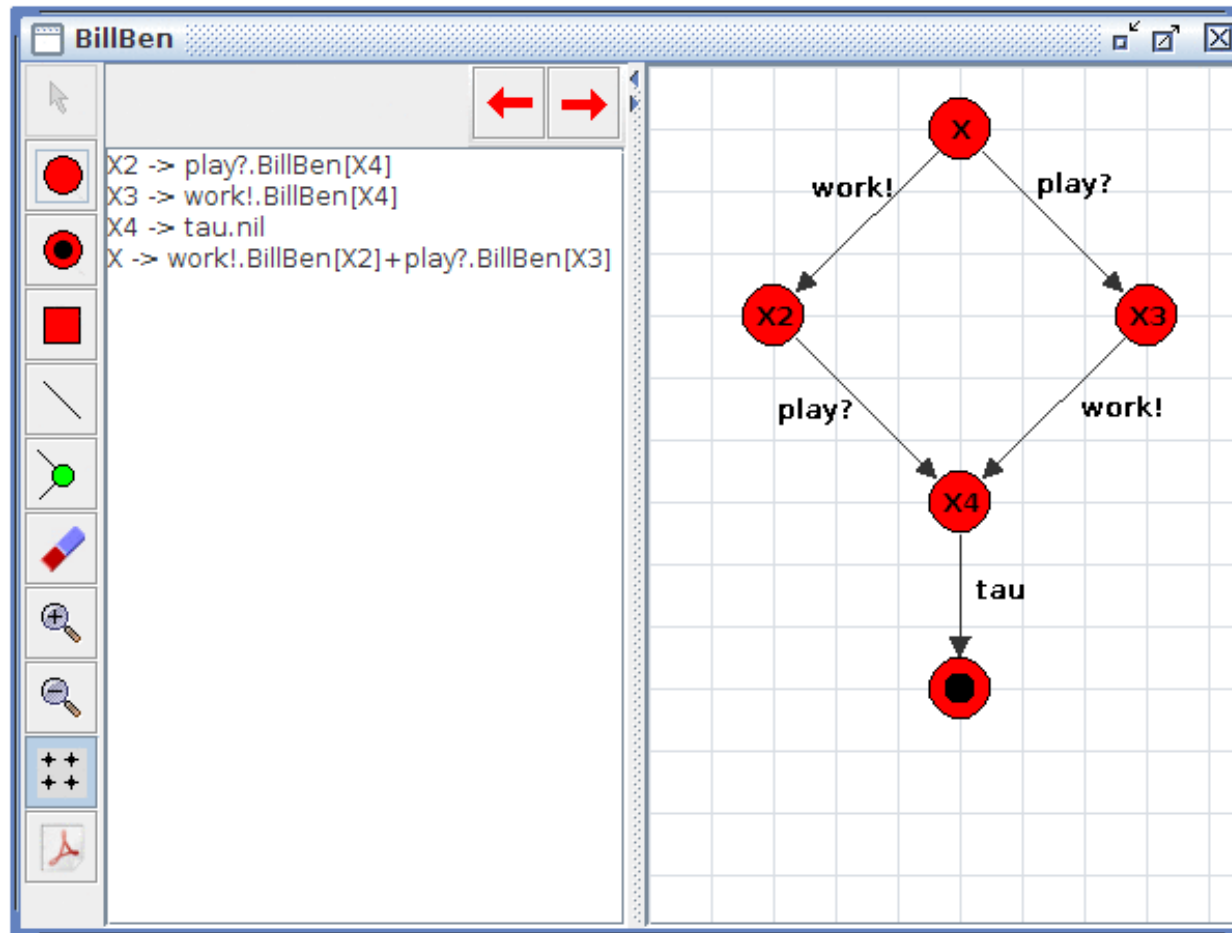 BillBen
X2 -> play?.BillBen[X4]
X3 -> work!.BillBen[X4]
X4 -> tau.nil
X -> work!.BillBen[X2]+play?.BillBen[X3]
X
work!
play?
X2
X3
play?
work!
X4
tau